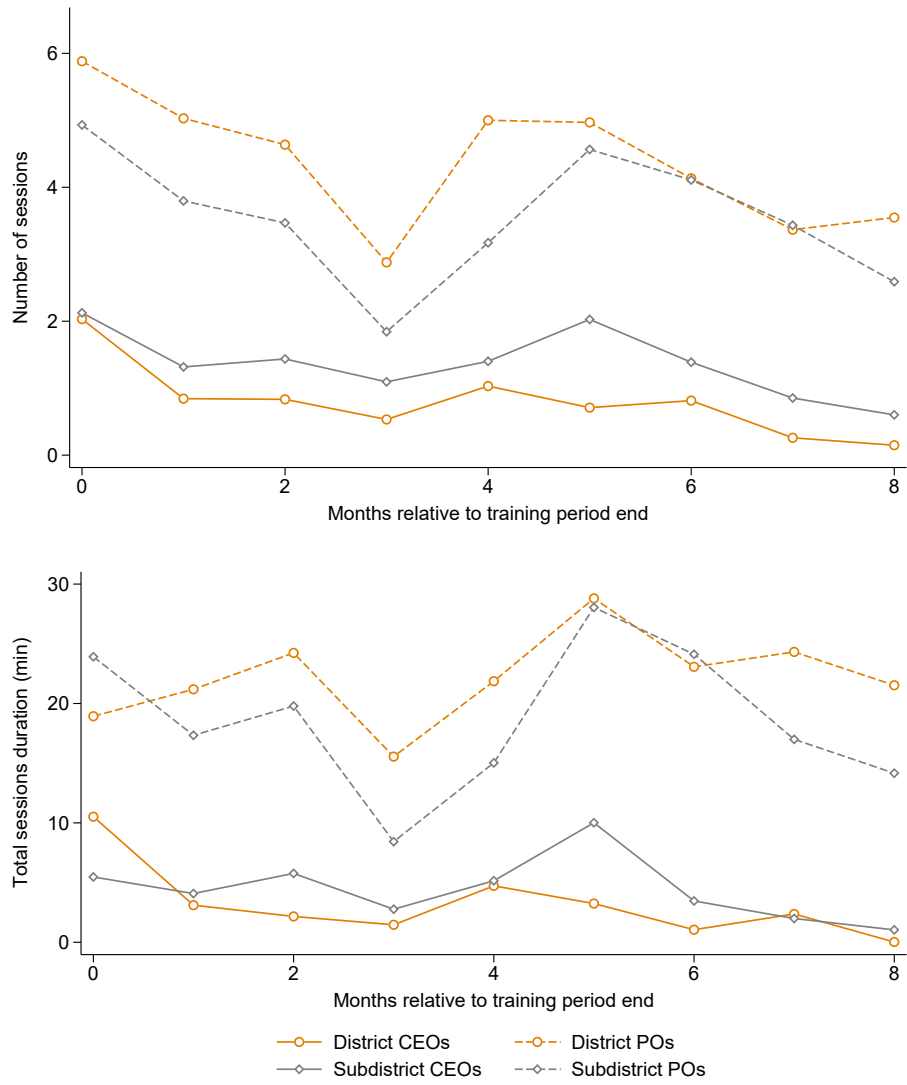 6
4
2
0
Number of sessions
0 2 4 6 8
Months relative to training period end
30
20
10
0
Total sessions duration (min)
0 2 4 6 8
Months relative to training period end
District CEOs District POs
Subdistrict CEOs Subdistrict POs